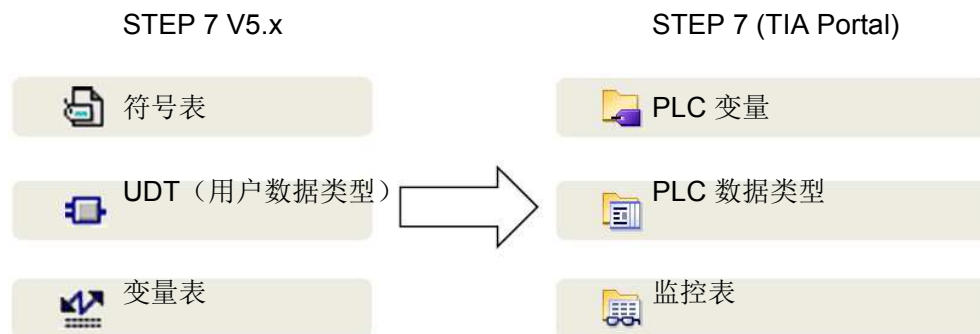 STEP 7 V5.x
STEP 7 (TIA Portal)
符号表
PLC 变量
UDT（用户数据类型）
PLC 数据类型
变量表
监控表